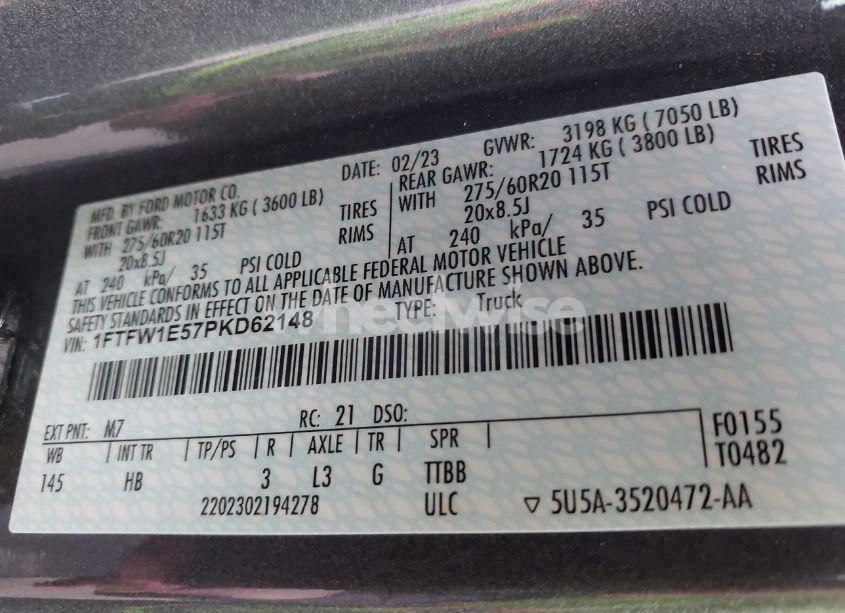 MFD. BY FORD MOTOR CO.
DATE: 02/23
GVWR: 3198 KG ( 7050 LB)
FRONT GAWR: 1633 KG ( 3600 LB)
WITH 275/60R20 115T TIRES
20x8.5J RIMS
AT 240 kPa/ 35 PSI COLD
REAR GAWR: 1724 KG ( 3800 LB)
WITH 275/60R20 115T TIRES
20x8.5J RIMS
AT 240 kPa/ 35 PSI COLD
THIS VEHICLE CONFORMS TO ALL APPLICABLE FEDERAL MOTOR VEHICLE
SAFETY STANDARDS IN EFFECT ON THE DATE OF MANUFACTURE SHOWN ABOVE.
VIN: 1FTFW1E57PKD62148 TYPE: Truck
EXT PNT: M7 RC: 21 DSO:
WB INT TR TP/PS R AXLE TR SPR
145 HB 3 L3 G TTBB
F0155
T0482
2202302194278 ULC ▽ 5U5A-3520472-AA